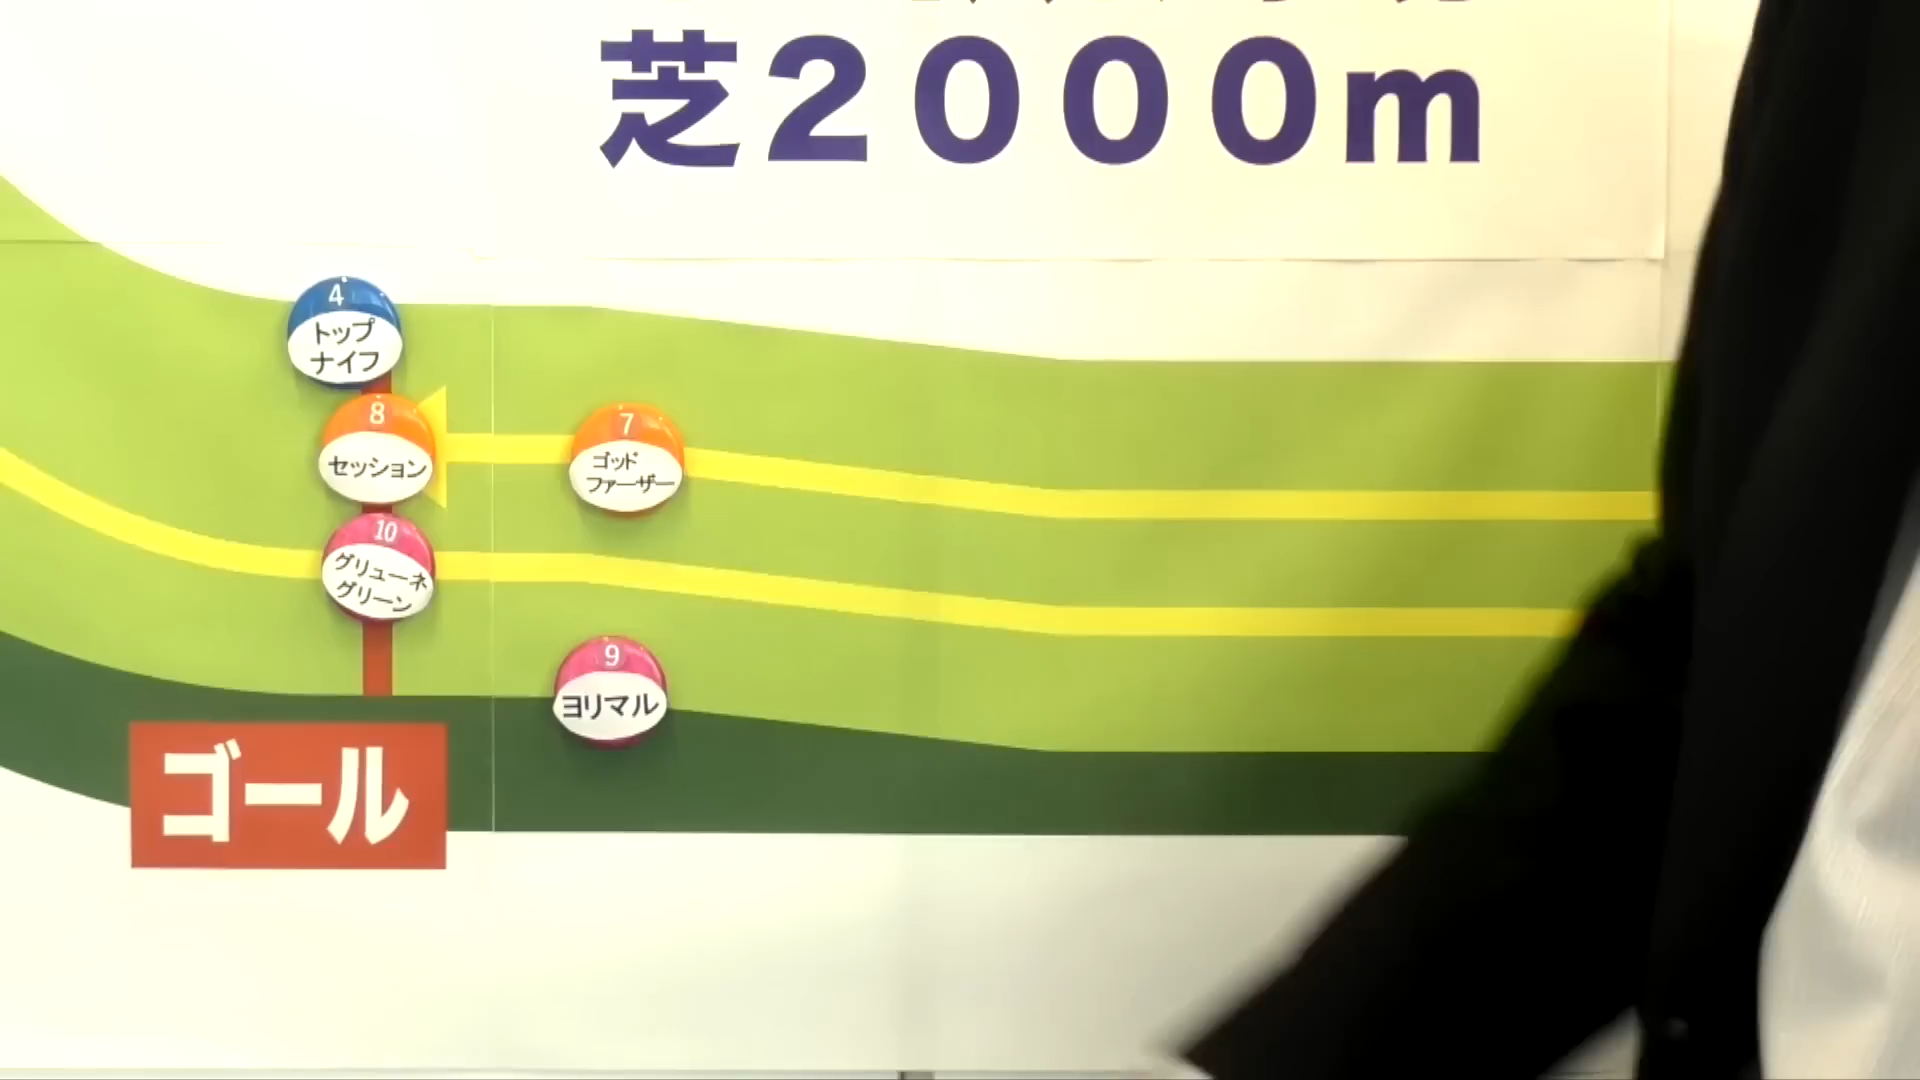 芝2000m
4
トップ
ナイフ
8
セッション
7
ゴッド
ファーザー
10
グリューネ
グリーン
9
ヨリマル
ゴール